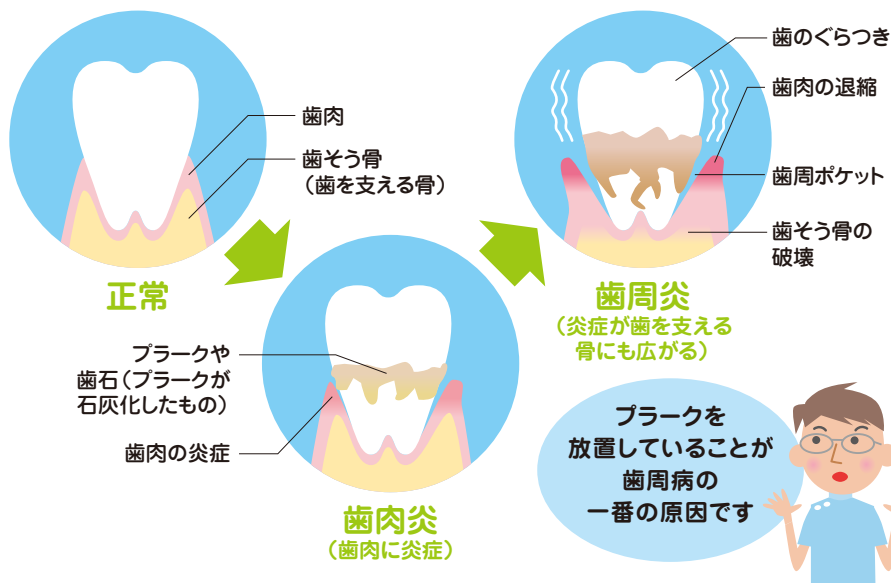 歯肉
歯そう骨
（歯を支える骨）
正常
プラークや
歯石（プラークが
石灰化したもの）
歯肉の炎症
歯肉炎
（歯肉に炎症）
歯のぐらつき
歯肉の退縮
歯周ポケット
歯そう骨の
破壊
歯周炎
（炎症が歯を支える
骨にも広がる）
プラークを
放置していることが
歯周病の
一番の原因です